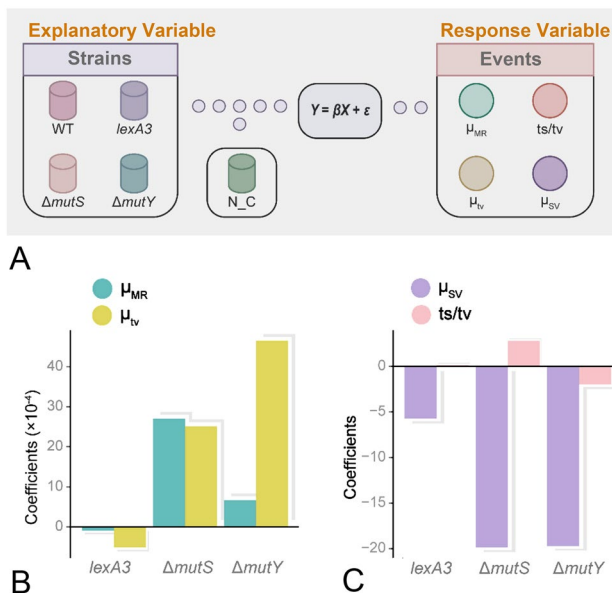 Explanatory Variable
Response Variable
Strains
Events
WT
lexA3
Y = βX + ε
μMR
ts/tv
ΔmutS
ΔmutY
N_C
μtv
μSV
A
μMR
μtv
μSV
ts/tv
Coefficients (×10⁻⁴)
40
30
20
10
0
lexA3
ΔmutS
ΔmutY
B
Coefficients
0
−5
−10
−15
−20
lexA3
ΔmutS
ΔmutY
C